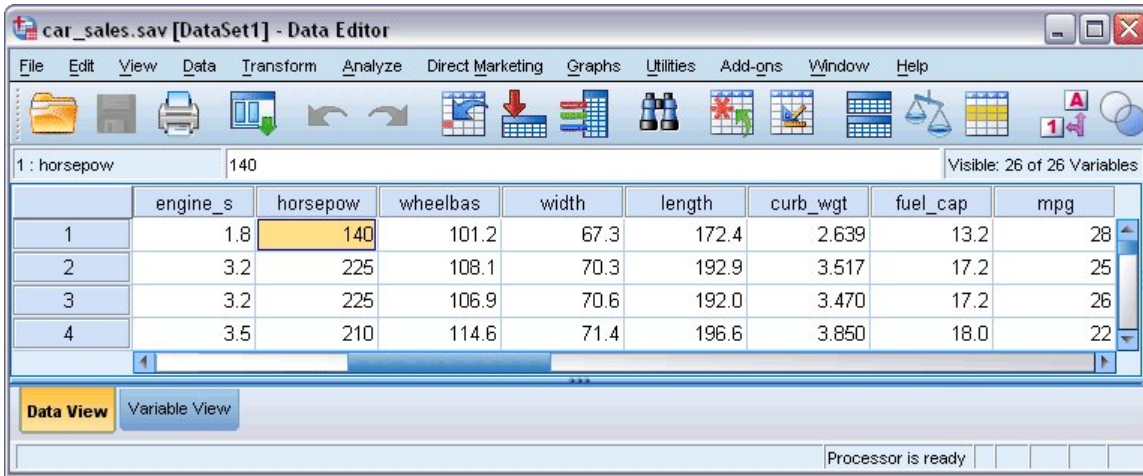 car_sales.sav [DataSet1] - Data Editor
File Edit View Data Transform Analyze Direct Marketing Graphs Utilities Add-ons Window Help
A
1
1 : horsepow 140 Visible: 26 of 26 Variables
engine_s horsepow wheelbas width length curb_wgt fuel_cap mpg
1 1.8 140 101.2 67.3 172.4 2.639 13.2 28
2 3.2 225 108.1 70.3 192.9 3.517 17.2 25
3 3.2 225 106.9 70.6 192.0 3.470 17.2 26
4 3.5 210 114.6 71.4 196.6 3.850 18.0 22
Data View Variable View
Processor is ready